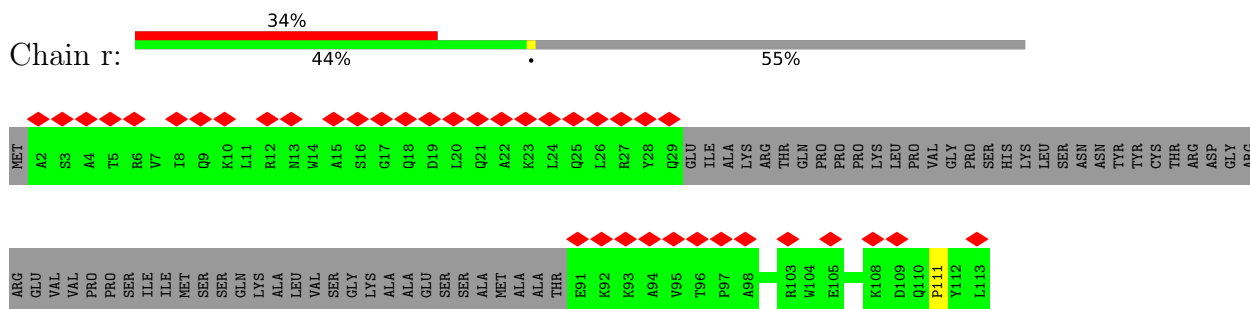 34%
Chain r:
44% • 55%
MET A2 S3 A4 T5 R6 V7 I8 Q9 K10 L11 R12 N13 W14 A15 S16 G17 Q18 D19 L20 Q21 A22 K23 L24 Q25 L26 R27 Y28 Q29 GLU ILE ALA LYS ARG THR GLN PRO PRO PRO LYS LEU PRO VAL GLY PRO SER HIS LYS LEU SER ASN ASN TYR TYR CYS THR ARG ASP GLY ARG
ARG GLU VAL VAL PRO PRO SER ILE ILE MET SER SER GLN LYS ALA LEU VAL SER GLY LYS ALA ALA GLU SER SER ALA MET ALA ALA THR E91 K92 K93 A94 V95 T96 P97 A98 R103 W104 E105 K108 D109 Q110 P111 Y112 L113